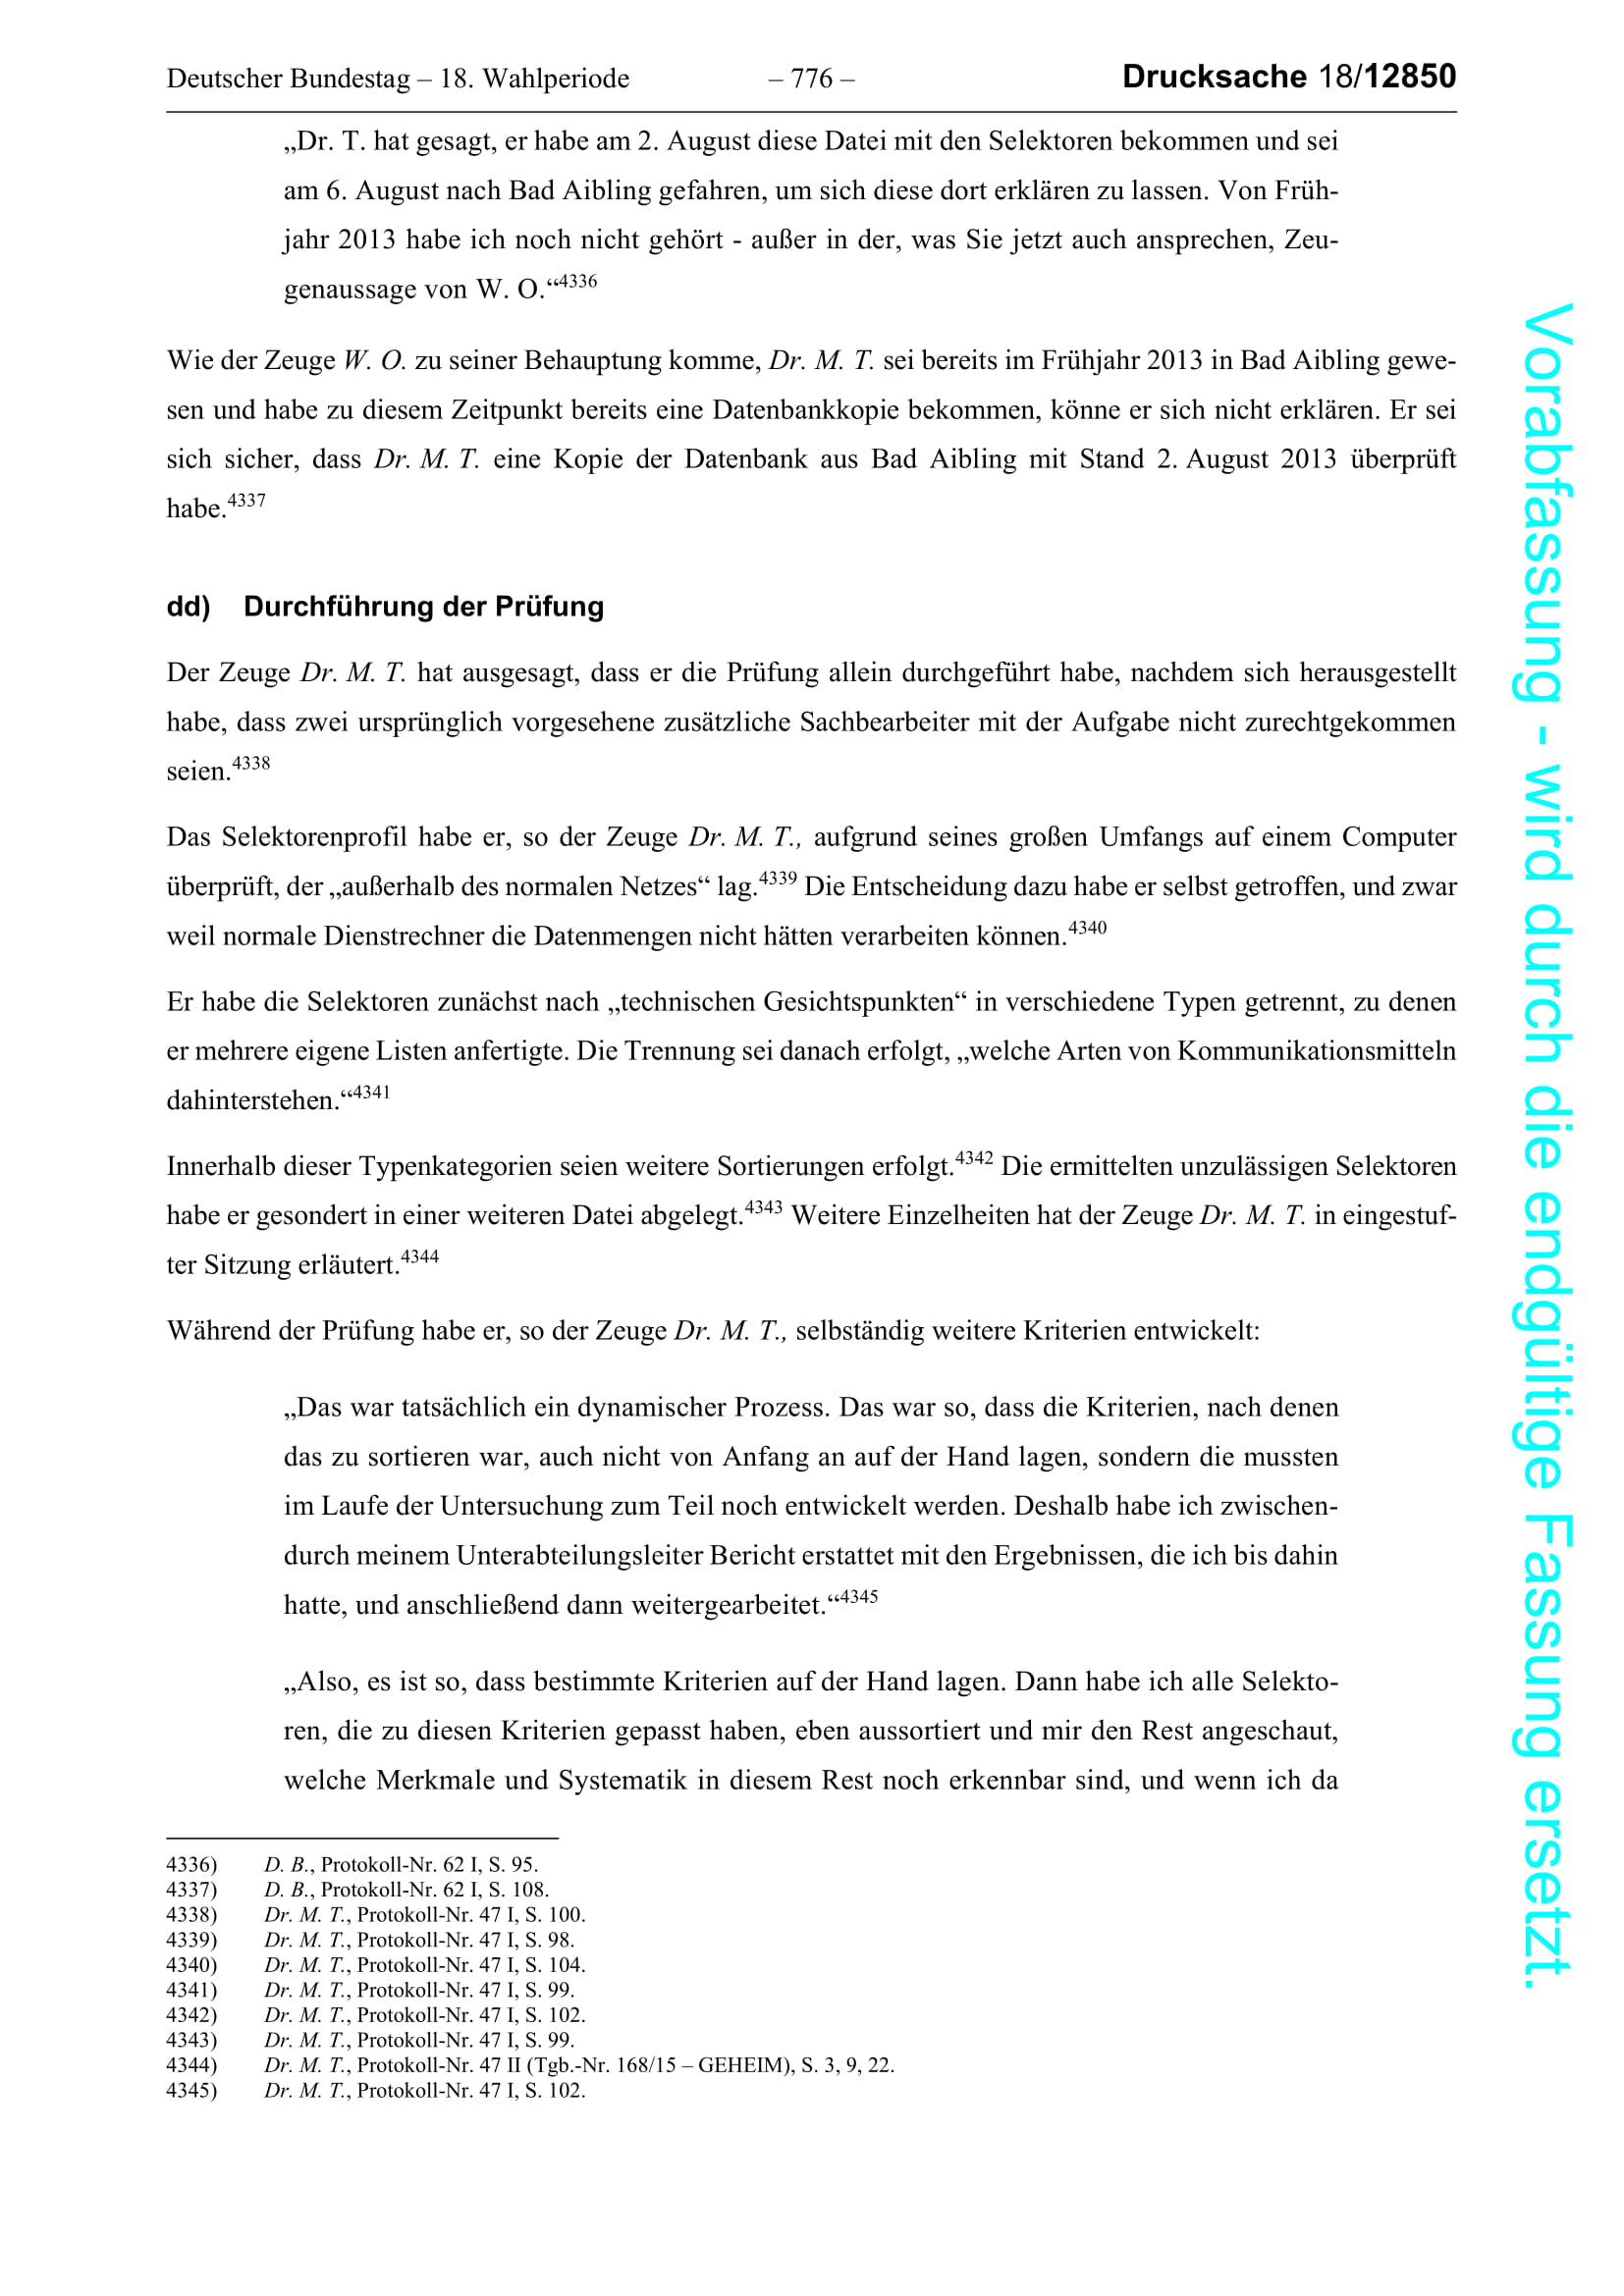 Deutscher Bundestag – 18. Wahlperiode – 776 – Drucksache 18/12850
„Dr. T. hat gesagt, er habe am 2. August diese Datei mit den Selektoren bekommen und sei
am 6. August nach Bad Aibling gefahren, um sich diese dort erklären zu lassen. Von Früh-
jahr 2013 habe ich noch nicht gehört - außer in der, was Sie jetzt auch ansprechen, Zeu-
genaussage von W. O.“4336
Wie der Zeuge W. O. zu seiner Behauptung komme, Dr. M. T. sei bereits im Frühjahr 2013 in Bad Aibling gewe-
sen und habe zu diesem Zeitpunkt bereits eine Datenbankkopie bekommen, könne er sich nicht erklären. Er sei
sich sicher, dass Dr. M. T. eine Kopie der Datenbank aus Bad Aibling mit Stand 2. August 2013 überprüft
habe.4337
dd) Durchführung der Prüfung
Der Zeuge Dr. M. T. hat ausgesagt, dass er die Prüfung allein durchgeführt habe, nachdem sich herausgestellt
habe, dass zwei ursprünglich vorgesehene zusätzliche Sachbearbeiter mit der Aufgabe nicht zurechtgekommen
seien.4338
Das Selektorenprofil habe er, so der Zeuge Dr. M. T., aufgrund seines großen Umfangs auf einem Computer
überprüft, der „außerhalb des normalen Netzes“ lag.4339 Die Entscheidung dazu habe er selbst getroffen, und zwar
weil normale Dienstrechner die Datenmengen nicht hätten verarbeiten können.4340
Er habe die Selektoren zunächst nach „technischen Gesichtspunkten“ in verschiedene Typen getrennt, zu denen
er mehrere eigene Listen anfertigte. Die Trennung sei danach erfolgt, „welche Arten von Kommunikationsmitteln
dahinterstehen.“4341
Innerhalb dieser Typenkategorien seien weitere Sortierungen erfolgt.4342 Die ermittelten unzulässigen Selektoren
habe er gesondert in einer weiteren Datei abgelegt.4343 Weitere Einzelheiten hat der Zeuge Dr. M. T. in eingestuf-
ter Sitzung erläutert.4344
Während der Prüfung habe er, so der Zeuge Dr. M. T., selbständig weitere Kriterien entwickelt:
„Das war tatsächlich ein dynamischer Prozess. Das war so, dass die Kriterien, nach denen
das zu sortieren war, auch nicht von Anfang an auf der Hand lagen, sondern die mussten
im Laufe der Untersuchung zum Teil noch entwickelt werden. Deshalb habe ich zwischen-
durch meinem Unterabteilungsleiter Bericht erstattet mit den Ergebnissen, die ich bis dahin
hatte, und anschließend dann weitergearbeitet.“4345
„Also, es ist so, dass bestimmte Kriterien auf der Hand lagen. Dann habe ich alle Selekto-
ren, die zu diesen Kriterien gepasst haben, eben aussortiert und mir den Rest angeschaut,
welche Merkmale und Systematik in diesem Rest noch erkennbar sind, und wenn ich da
4336) D. B., Protokoll-Nr. 62 I, S. 95.
4337) D. B., Protokoll-Nr. 62 I, S. 108.
4338) Dr. M. T., Protokoll-Nr. 47 I, S. 100.
4339) Dr. M. T., Protokoll-Nr. 47 I, S. 98.
4340) Dr. M. T., Protokoll-Nr. 47 I, S. 104.
4341) Dr. M. T., Protokoll-Nr. 47 I, S. 99.
4342) Dr. M. T., Protokoll-Nr. 47 I, S. 102.
4343) Dr. M. T., Protokoll-Nr. 47 I, S. 99.
4344) Dr. M. T., Protokoll-Nr. 47 II (Tgb.-Nr. 168/15 – GEHEIM), S. 3, 9, 22.
4345) Dr. M. T., Protokoll-Nr. 47 I, S. 102.
Vorabfassung - wird durch die endgültige Fassung ersetzt.